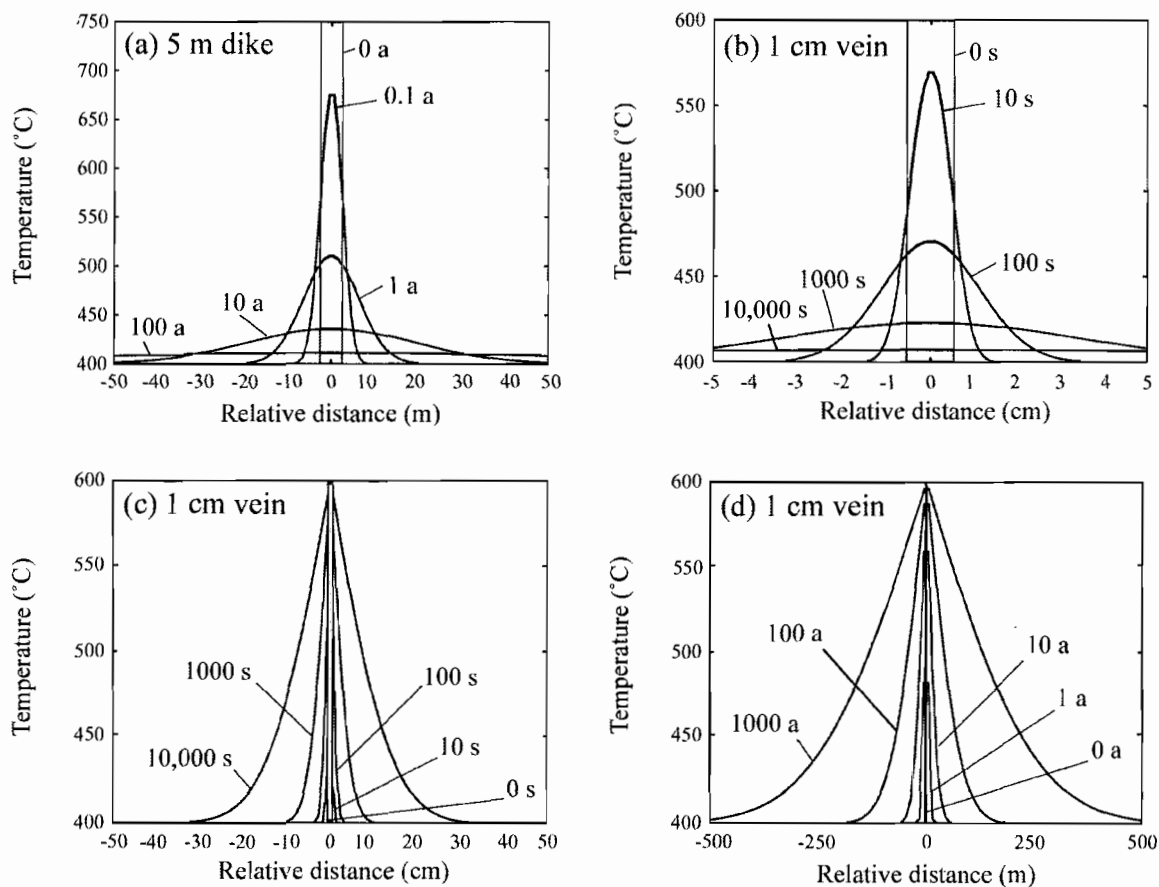 (a) 5 m dike
0 a
0.1 a
1 a
10 a
100 a
750
700
650
600
550
500
450
400
-50 -40 -30 -20 -10 0 10 20 30 40 50
Temperature (°C)
Relative distance (m)
(b) 1 cm vein
0 s
10 s
100 s
1000 s
10,000 s
600
550
500
450
400
-5 -4 -3 -2 -1 0 1 2 3 4 5
Temperature (°C)
Relative distance (cm)
(c) 1 cm vein
1000 s
100 s
10,000 s
10 s
0 s
600
550
500
450
400
-50 -40 -30 -20 -10 0 10 20 30 40 50
Temperature (°C)
Relative distance (cm)
(d) 1 cm vein
100 a
10 a
1 a
1000 a
0 a
600
550
500
450
400
-500 -250 0 250 500
Temperature (°C)
Relative distance (m)